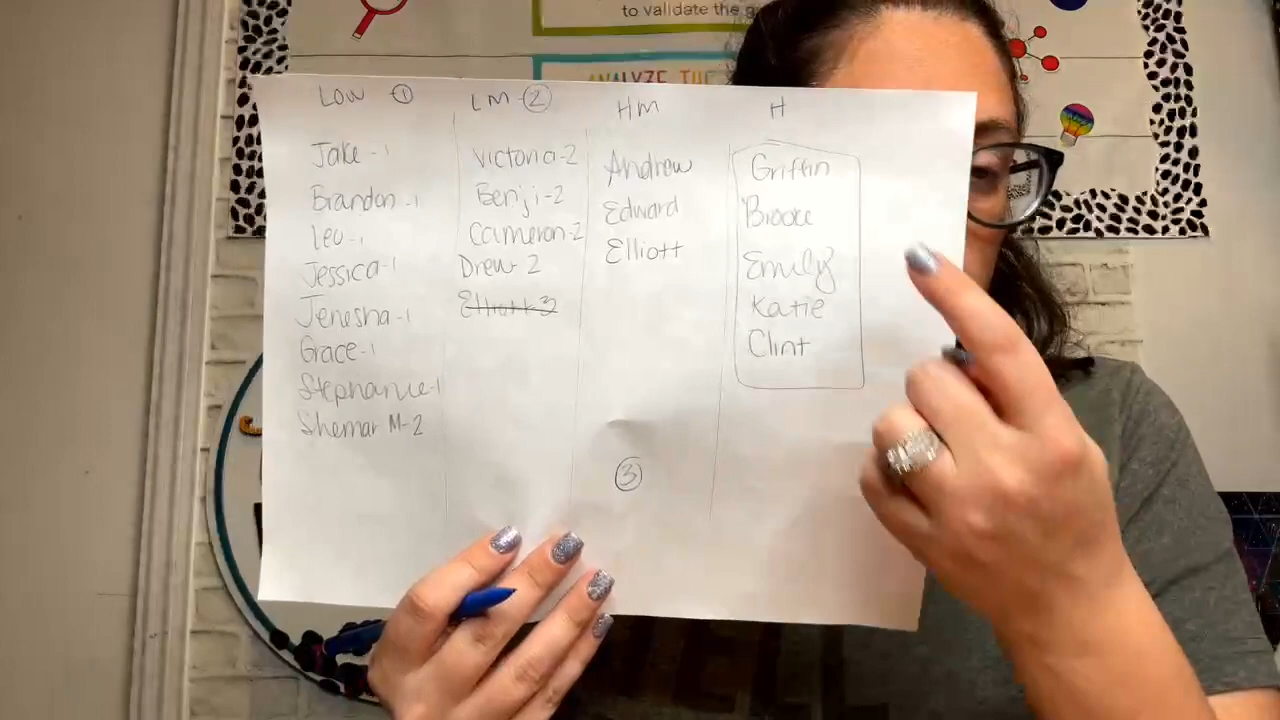 to validate the g
ANALYZE THE
LOW ①
Jake - 1
Brandon - 1
Leo - 1
Jessica - 1
Jenesha - 1
Grace - 1
Stephanie - 1
Shemar M - 2
LM - ②
Victoria - 2
Benji - 2
Cameron - 2
Drew - 2
Elliott - 3
HM
Andrew
Edward
Elliott
③
H
Griffin
Brooke
Emily
Katie
Clint